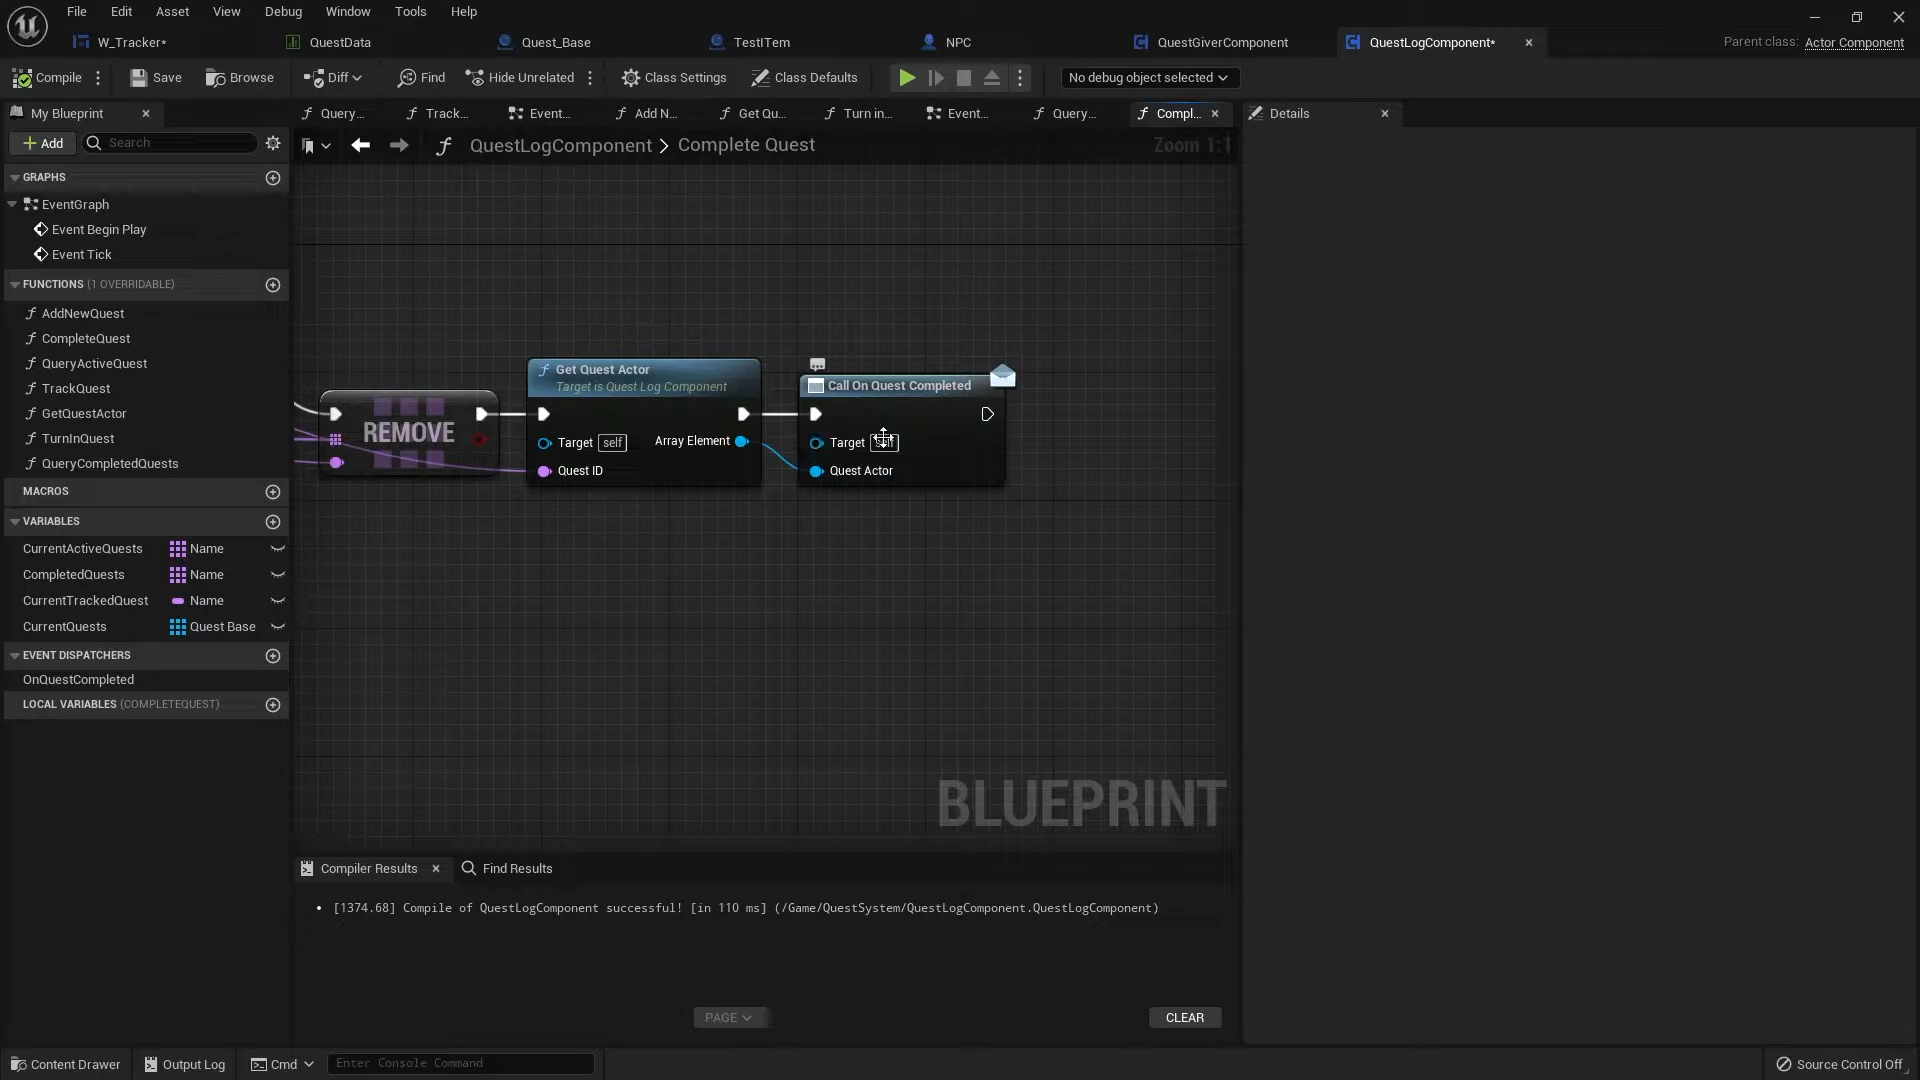 File Edit Asset View Debug Window Tools Help
W_Tracker* QuestData Quest_Base TestITem NPC QuestGiverComponent QuestLogComponent* Parent class: Actor Component
Compile Save Browse Diff Find Hide Unrelated Class Settings Class Defaults No debug object selected
My Blueprint Query... Track... Event... Add N... Get Qu... Turn in... Event... Query... Compl... Details
Add Search QuestLogComponent > Complete Quest Zoom 1:1
GRAPHS
EventGraph
Event Begin Play
Event Tick
FUNCTIONS (1 OVERRIDABLE)
AddNewQuest
CompleteQuest
QueryActiveQuest
TrackQuest
GetQuestActor
TurnInQuest
QueryCompletedQuests
MACROS
VARIABLES
CurrentActiveQuests Name
CompletedQuests Name
CurrentTrackedQuest Name
CurrentQuests Quest Base
EVENT DISPATCHERS
OnQuestCompleted
LOCAL VARIABLES (COMPLETEQUEST)
REMOVE
Get Quest Actor
Target is Quest Log Component
Target self Array Element
Quest ID
Call On Quest Completed
Target self
Quest Actor
BLUEPRINT
Compiler Results Find Results
• [1374.68] Compile of QuestLogComponent successful! [in 110 ms] (/Game/QuestSystem/QuestLogComponent.QuestLogComponent)
PAGE CLEAR
Content Drawer Output Log Cmd Enter Console Command Source Control Off